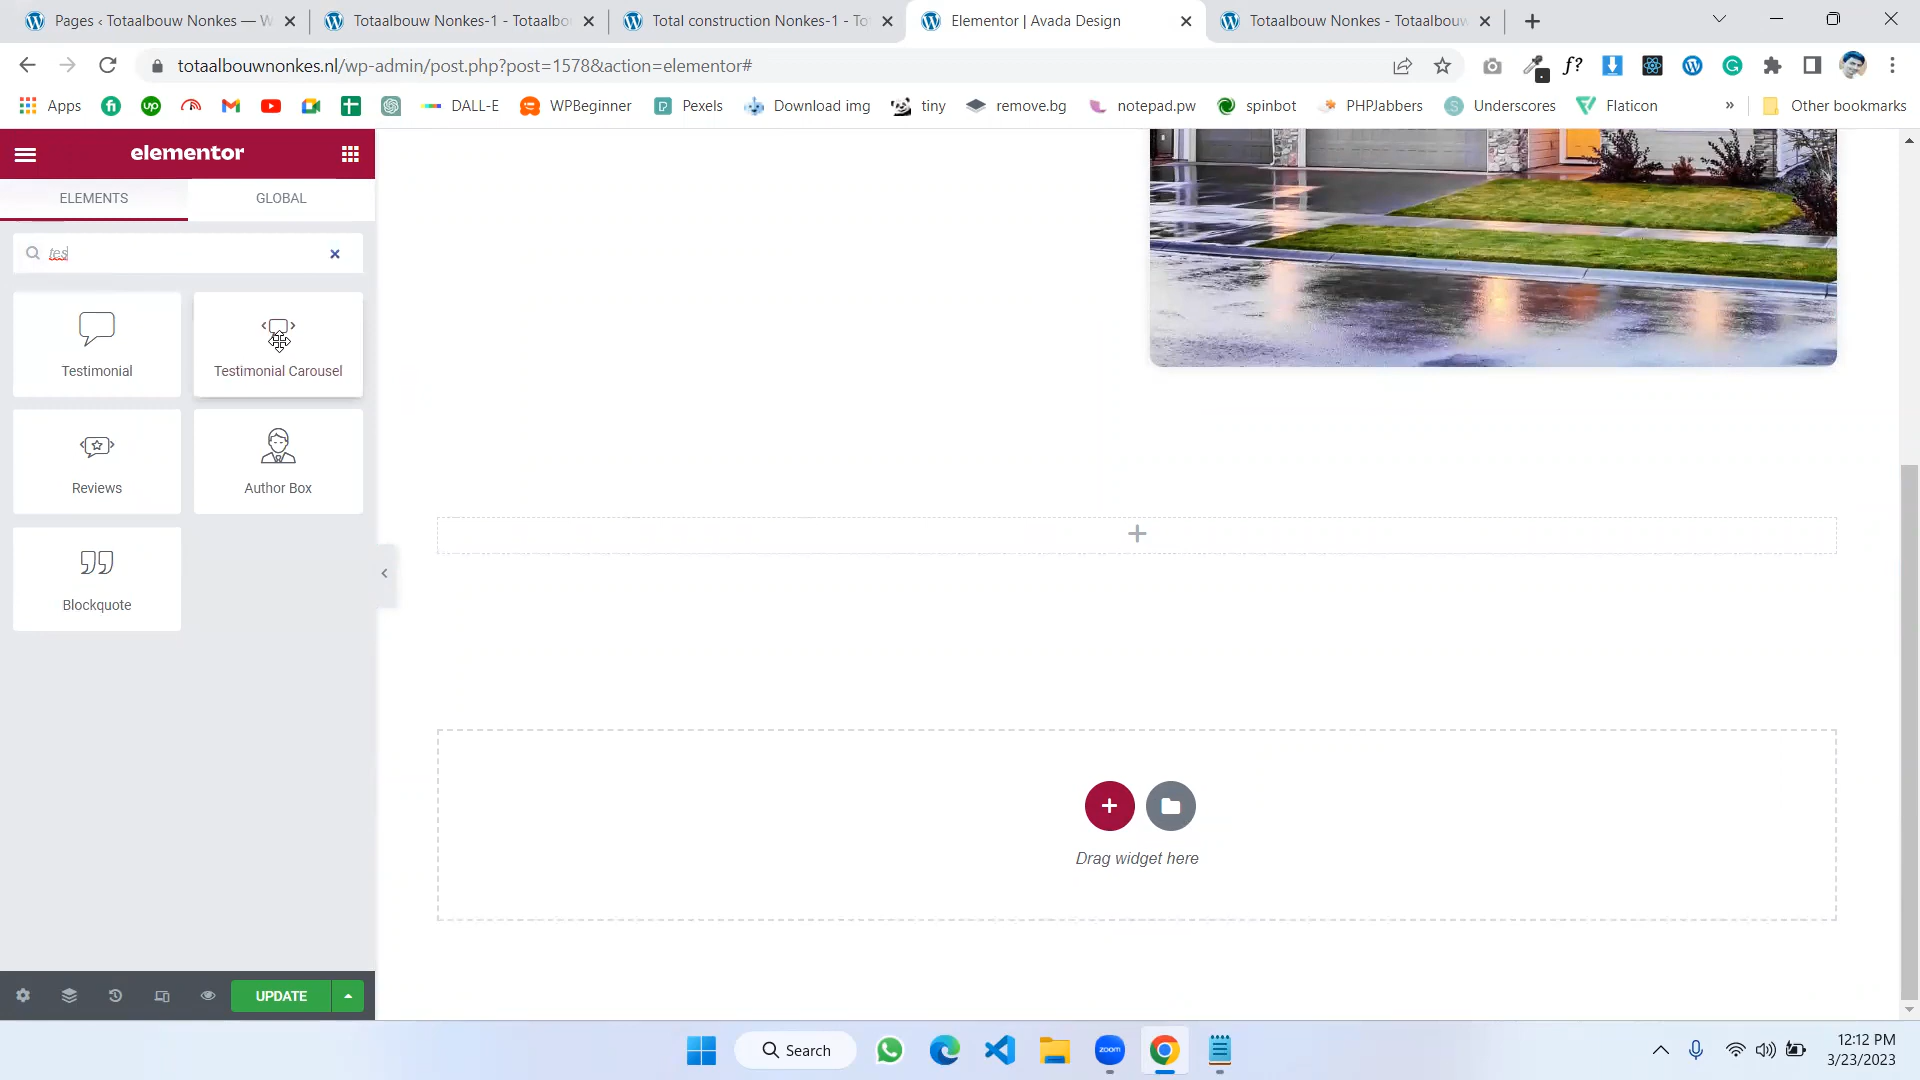 Pages ‹ Totaalbouw Nonkes — W
Totaalbouw Nonkes-1 - Totaalbo
Total construction Nonkes-1 - To
Elementor | Avada Design
Totaalbouw Nonkes - Totaalbouw
totaalbouwnonkes.nl/wp-admin/post.php?post=1578&action=elementor#
Apps
DALL-E
WPBeginner
Pexels
Download img
tiny
remove.bg
notepad.pw
spinbot
PHPJabbers
Underscores
Flaticon
»
Other bookmarks
elementor
ELEMENTS
GLOBAL
tes
Testimonial
Testimonial Carousel
Reviews
Author Box
Blockquote
Drag widget here
UPDATE
Search
zoom
12:12 PM
3/23/2023